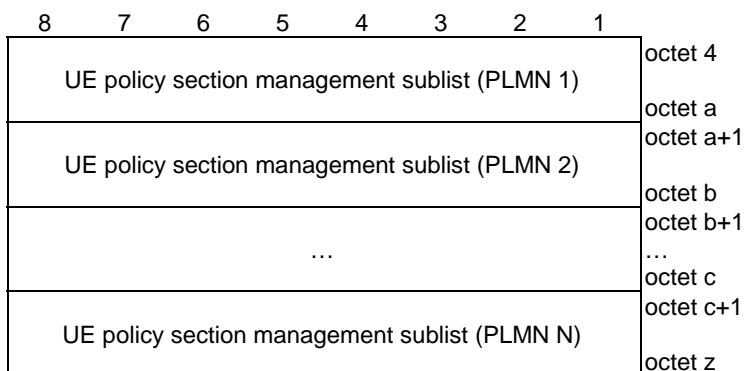 8 7 6 5 4 3 2 1
octet 4
UE policy section management sublist (PLMN 1)
octet a
octet a+1
UE policy section management sublist (PLMN 2)
octet b
octet b+1
… …
octet c
octet c+1
UE policy section management sublist (PLMN N)
octet z